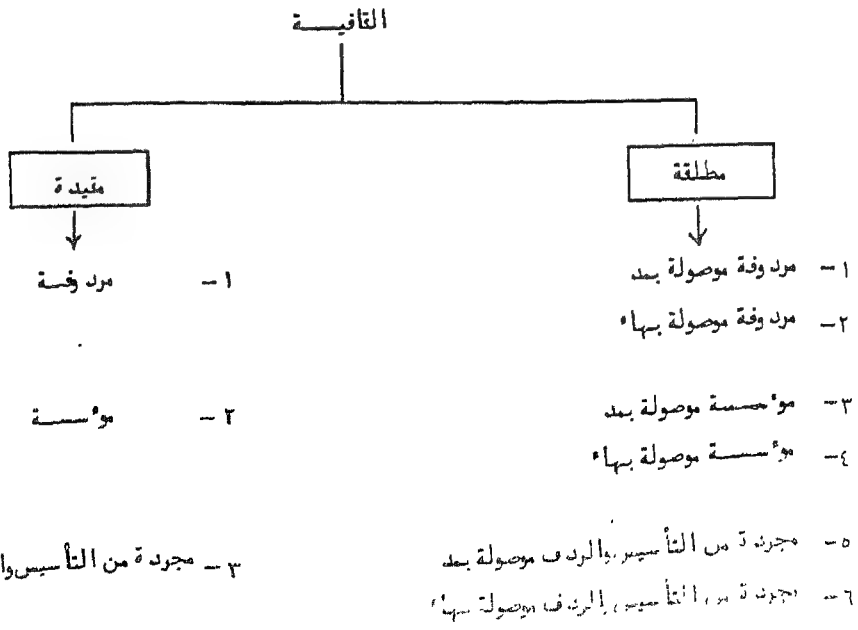 القافيــة
مطلقة
مقيدة
١ – مردوفة موصولة بمد
٢ – مردوفة موصولة بهاء
٣ – مؤسسة موصولة بمد
٤ – مؤسسة موصولة بهاء
٥ – مجردة من التأسيس والردف موصولة بمد
٦ – مجردة من التأسيس والردف موصولة بهاء
١ – مردوفة
٢ – مؤسسة
٣ – مجردة من التأسيس وا